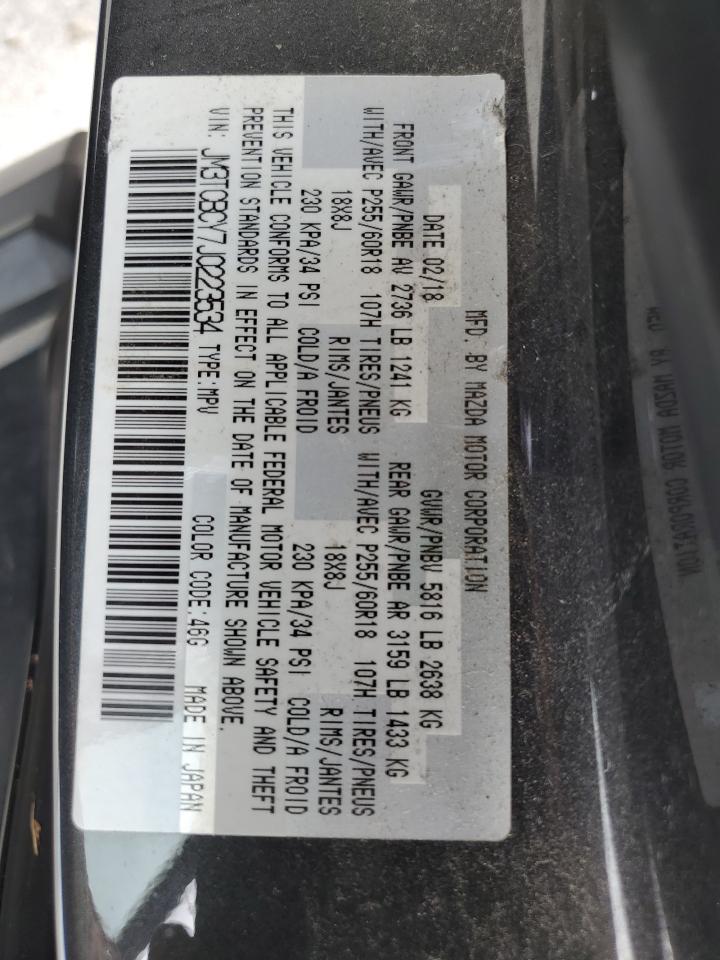 MFD. BY MAZDA MOTOR CORPORATION
DATE 02/18 GVWR/PNBV 5816 LB 2638 KG
FRONT GAWR/PNBE AV 2736 LB 1241 KG REAR GAWR/PNBE AR 3159 LB 1433 KG
WITH/AVEC P255/60R18 107H TIRES/PNEUS WITH/AVEC P255/60R18 107H TIRES/PNEUS
18X8J RIMS/JANTES 18X8J RIMS/JANTES
230 KPA/34 PSI COLD/A FROID 230 KPA/34 PSI COLD/A FROID
THIS VEHICLE CONFORMS TO ALL APPLICABLE FEDERAL MOTOR VEHICLE SAFETY AND THEFT
PREVENTION STANDARDS IN EFFECT ON THE DATE OF MANUFACTURE SHOWN ABOVE.
VIN: JM3TCBCY7J0223534 TYPE:MPV COLOR CODE:46G MADE IN JAPAN